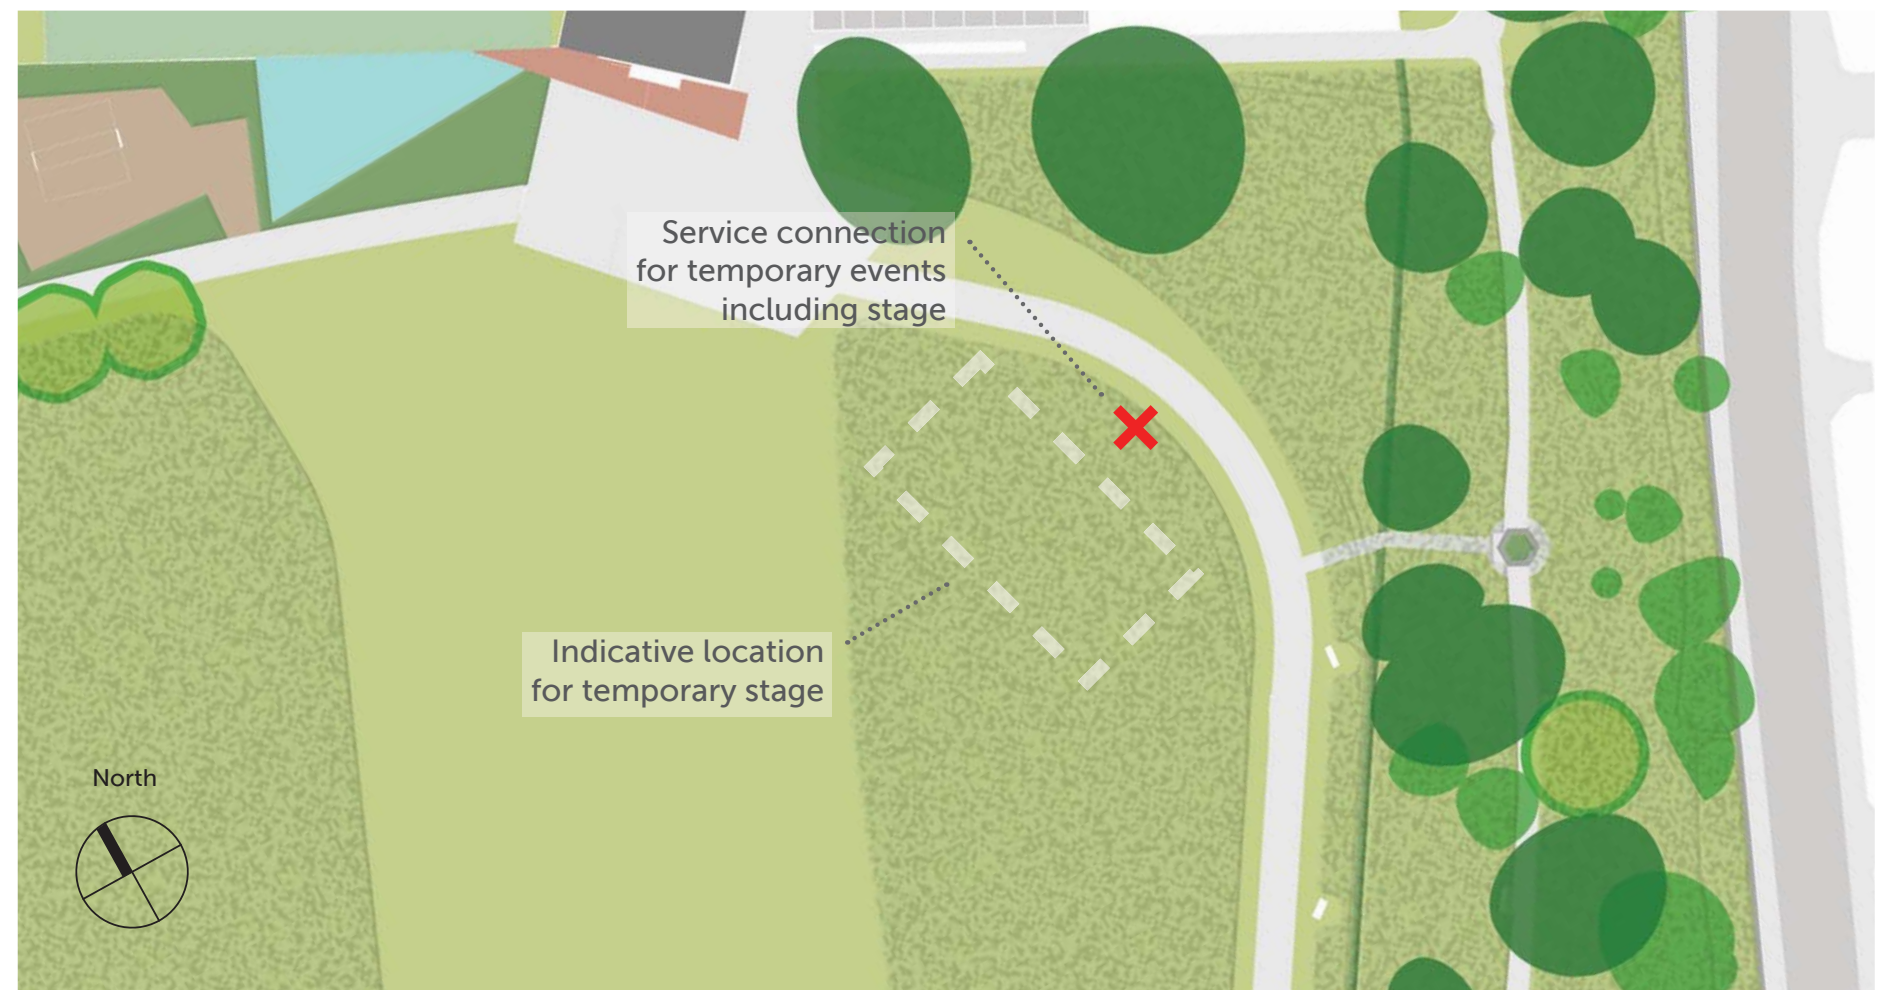 Service connection
for temporary events
including stage
Indicative location
for temporary stage
North